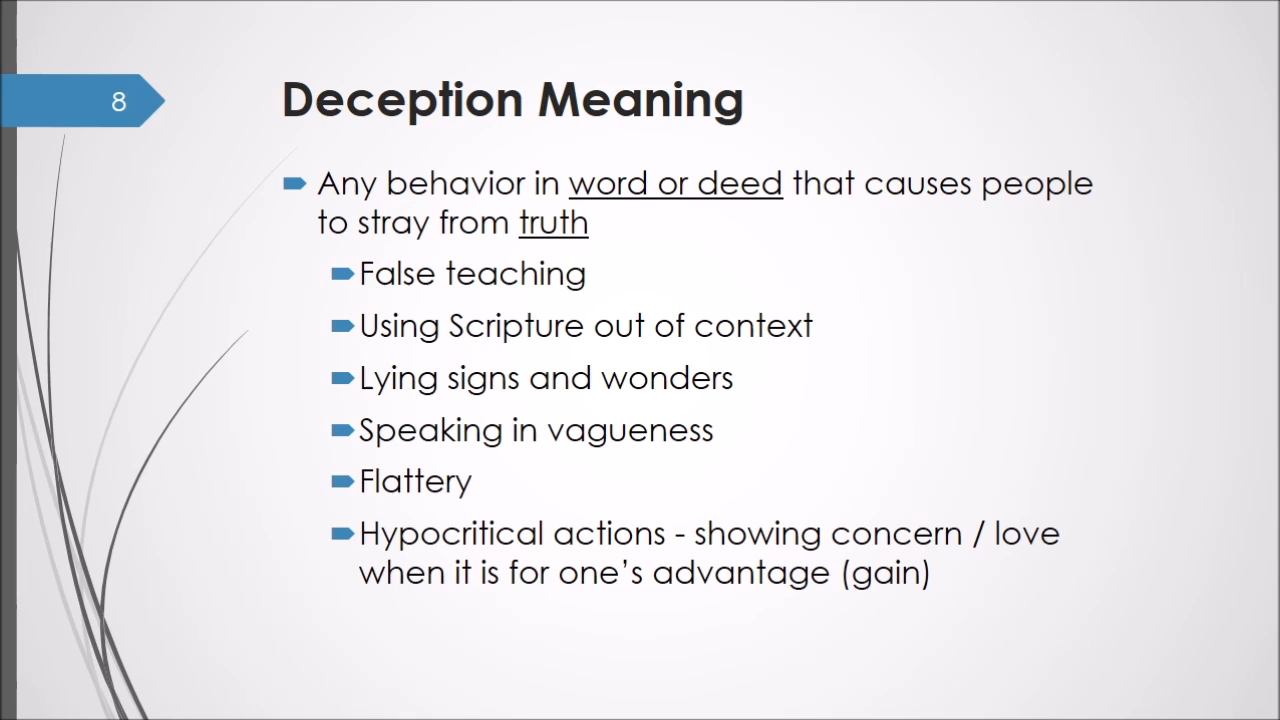 8
Deception Meaning
Any behavior in word or deed that causes people
to stray from truth
False teaching
Using Scripture out of context
Lying signs and wonders
Speaking in vagueness
Flattery
Hypocritical actions - showing concern / love
when it is for one’s advantage (gain)